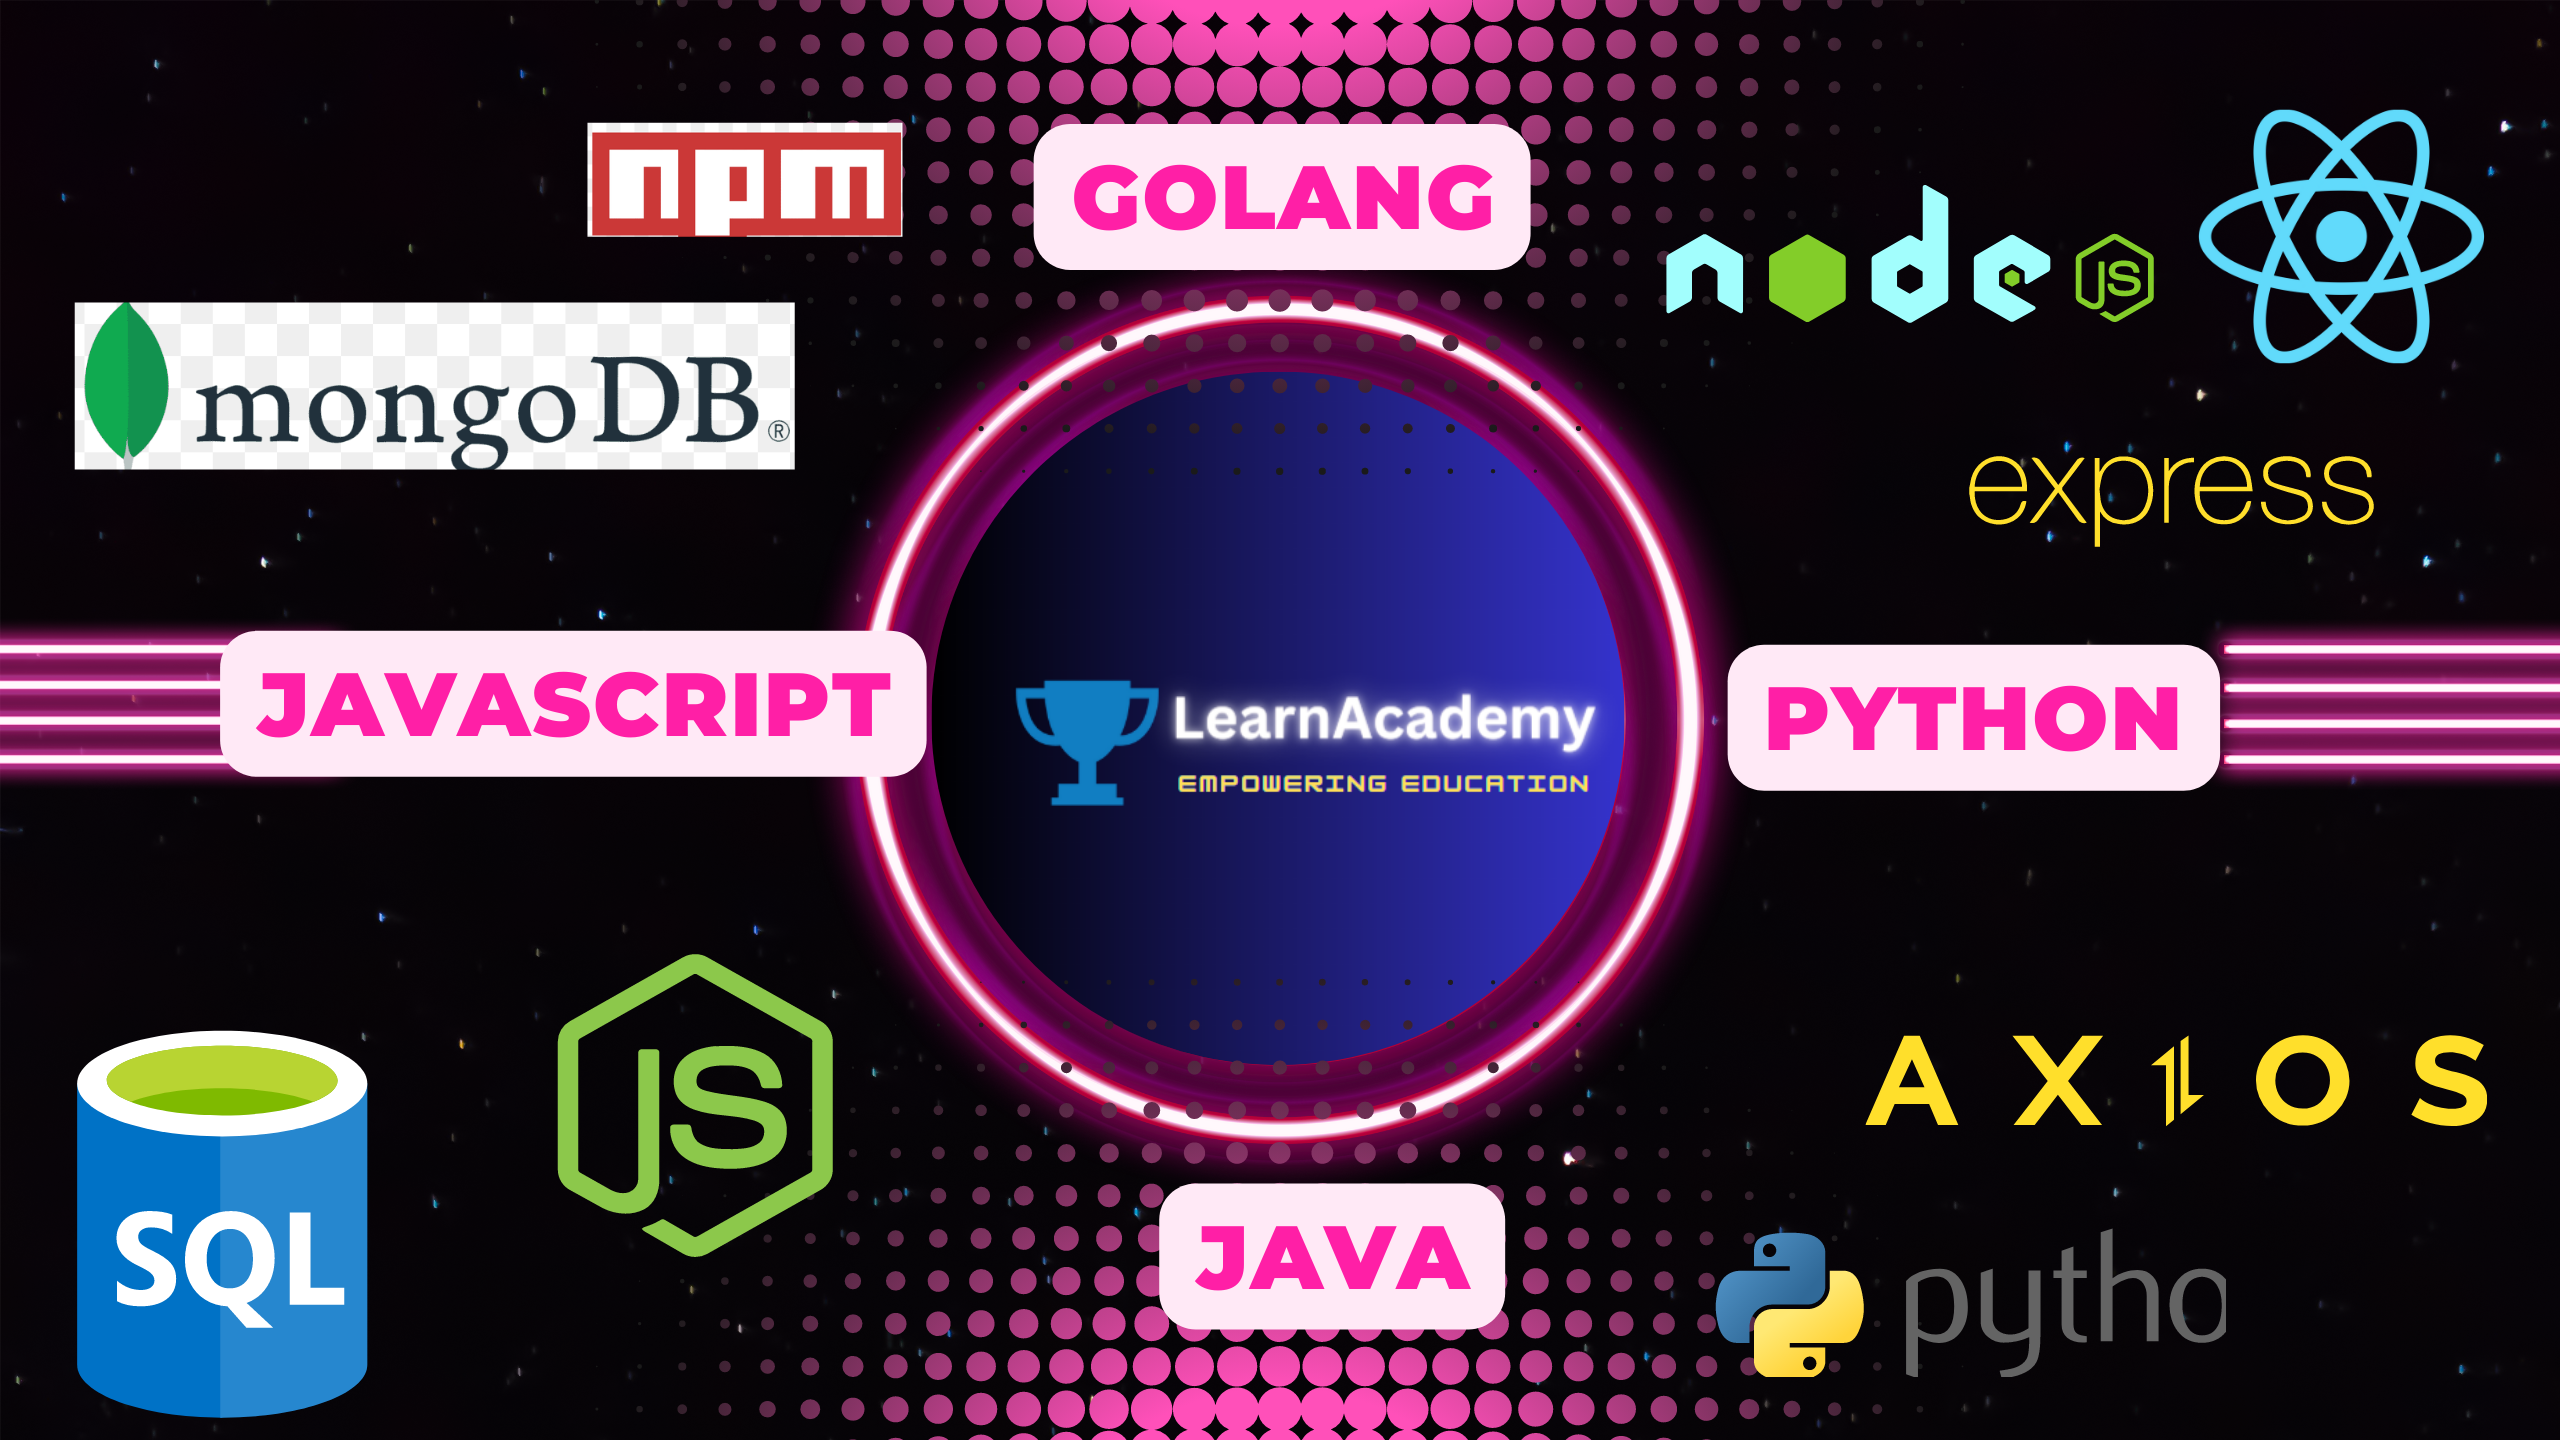 npm
GOLANG
node
JS
mongoDB®
express
JAVASCRIPT
LearnAcademy
EMPOWERING EDUCATION
PYTHON
SQL
JS
AXIOS
JAVA
pytho